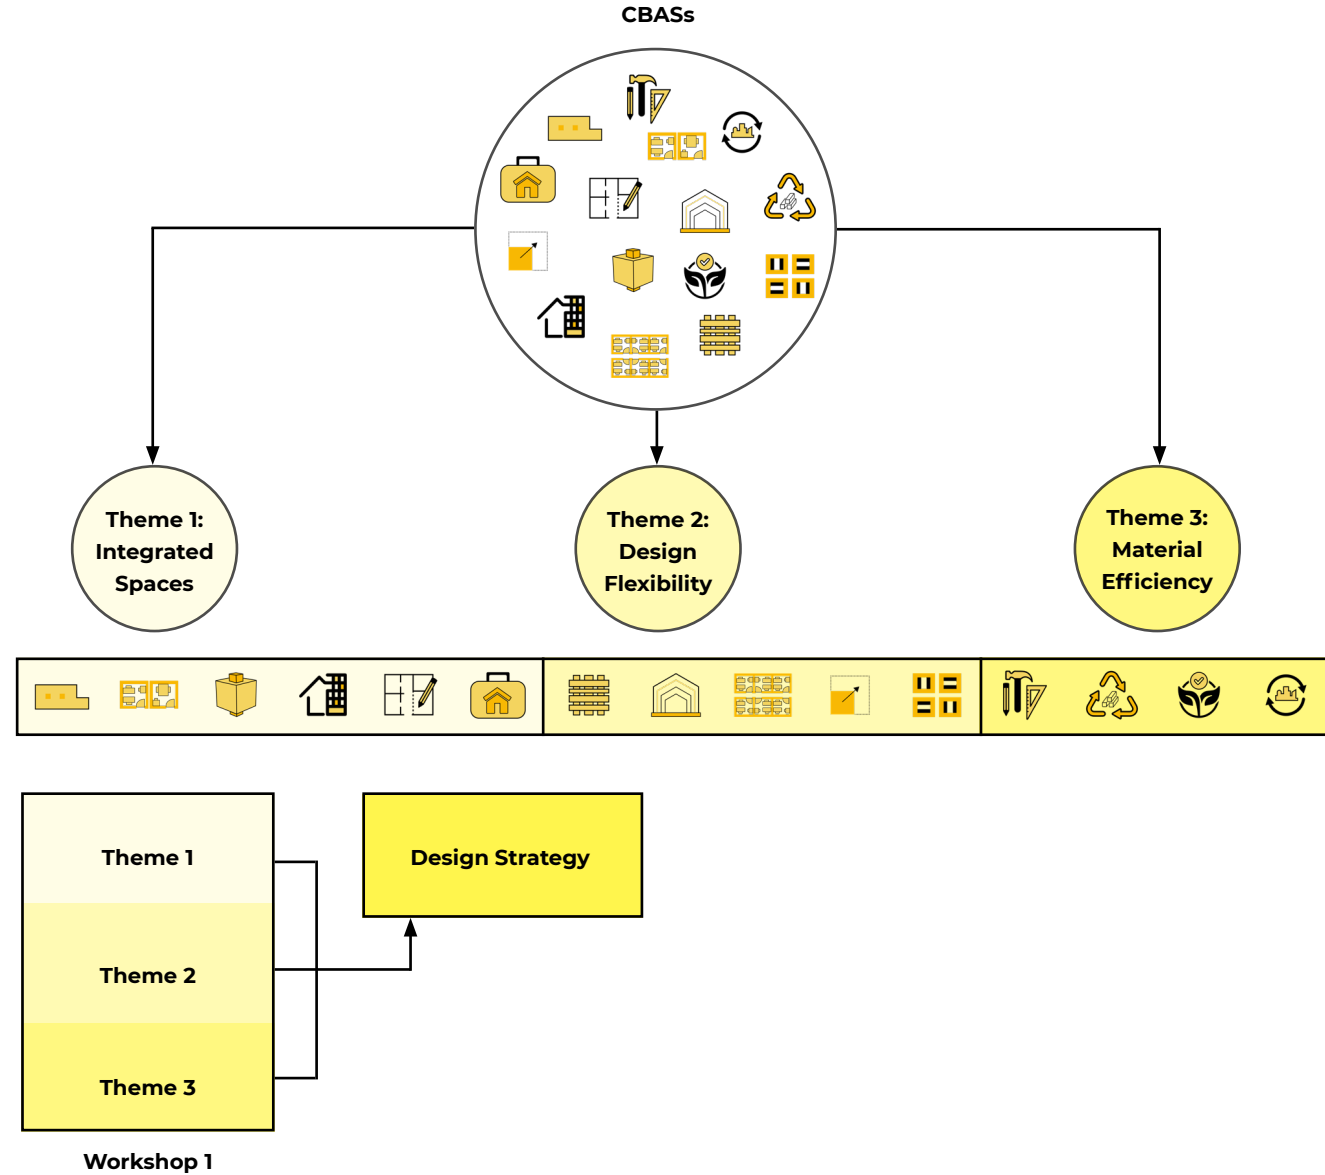 CBASs
Theme 1:
Integrated
Spaces
Theme 2:
Design
Flexibility
Theme 3:
Material
Efficiency
Theme 1
Design Strategy
Theme 2
Theme 3
Workshop 1